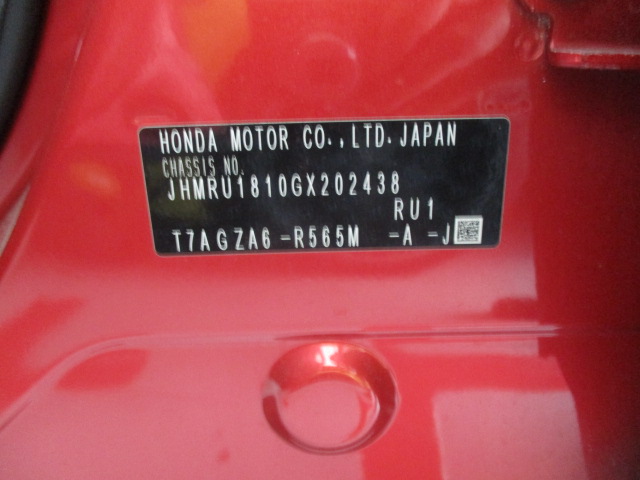 HONDA MOTOR CO.,LTD.JAPAN
CHASSIS NO.
JHMRU1810GX202438
RU1
T7AGZA6-R565M -A -J